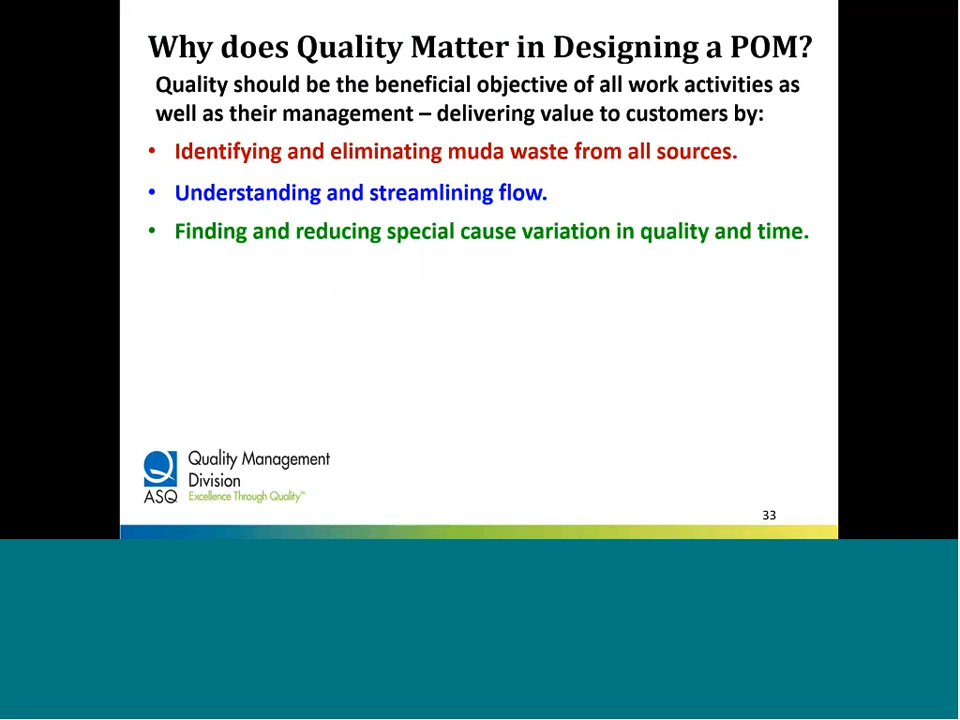 Why does Quality Matter in Designing a POM?
Quality should be the beneficial objective of all work activities as
well as their management – delivering value to customers by:
• Identifying and eliminating muda waste from all sources.
• Understanding and streamlining flow.
• Finding and reducing special cause variation in quality and time.
Quality Management
Division
ASQ Excellence Through Quality™
33